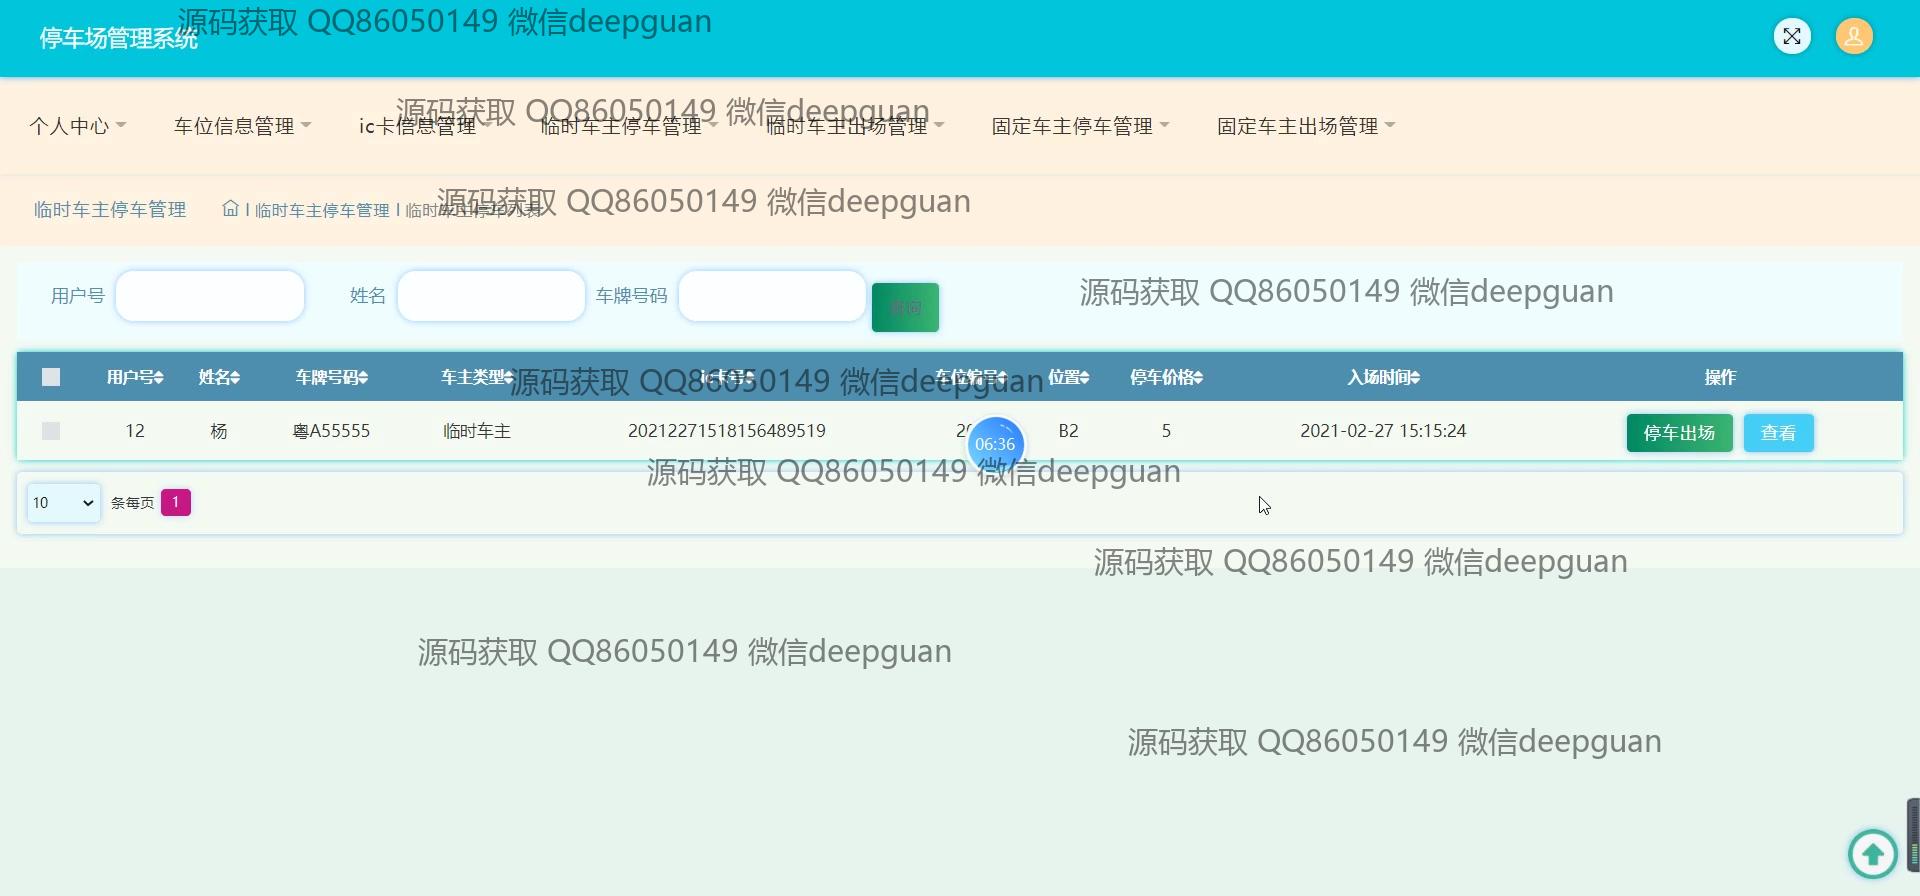 源码获取 QQ86050149 微信deepguan
停车场管理系统
源码获取 QQ86050149 微信deepguan
个人中心 车位信息管理 ic卡信息管理 临时车主停车管理 临时车主出场管理 固定车主停车管理 固定车主出场管理
源码获取 QQ86050149 微信deepguan
临时车主停车管理 临时车主停车管理 临时车主停车列表
源码获取 QQ86050149 微信deepguan
用户号 姓名 车牌号码 查询
用户号 姓名 车牌号码 车主类型 ic卡号 车位编号 位置 停车价格 入场时间 操作
源码获取 QQ86050149 微信deepguan
12 杨 粤A55555 临时车主 20212271518156489519 B2 5 2021-02-27 15:15:24 停车出场 查看
06:36
源码获取 QQ86050149 微信deepguan
10 条每页 1
源码获取 QQ86050149 微信deepguan
源码获取 QQ86050149 微信deepguan
源码获取 QQ86050149 微信deepguan